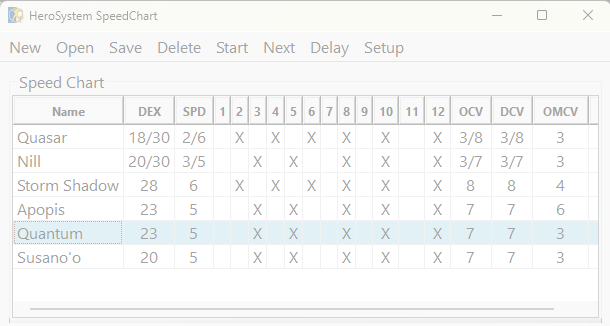 HeroSystem SpeedChart
New Open Save Delete Start Next Delay Setup
Speed Chart
Name DEX SPD 1 2 3 4 5 6 7 8 9 10 11 12 OCV DCV OMCV
Quasar 18/30 2/6 X X X X X X 3/8 3/8 3
Nill 20/30 3/5 X X X X X 3/7 3/7 3
Storm Shadow 28 6 X X X X X X 8 8 4
Apopis 23 5 X X X X X 7 7 6
Quantum 23 5 X X X X X 7 7 3
Susano'o 20 5 X X X X X 7 7 3